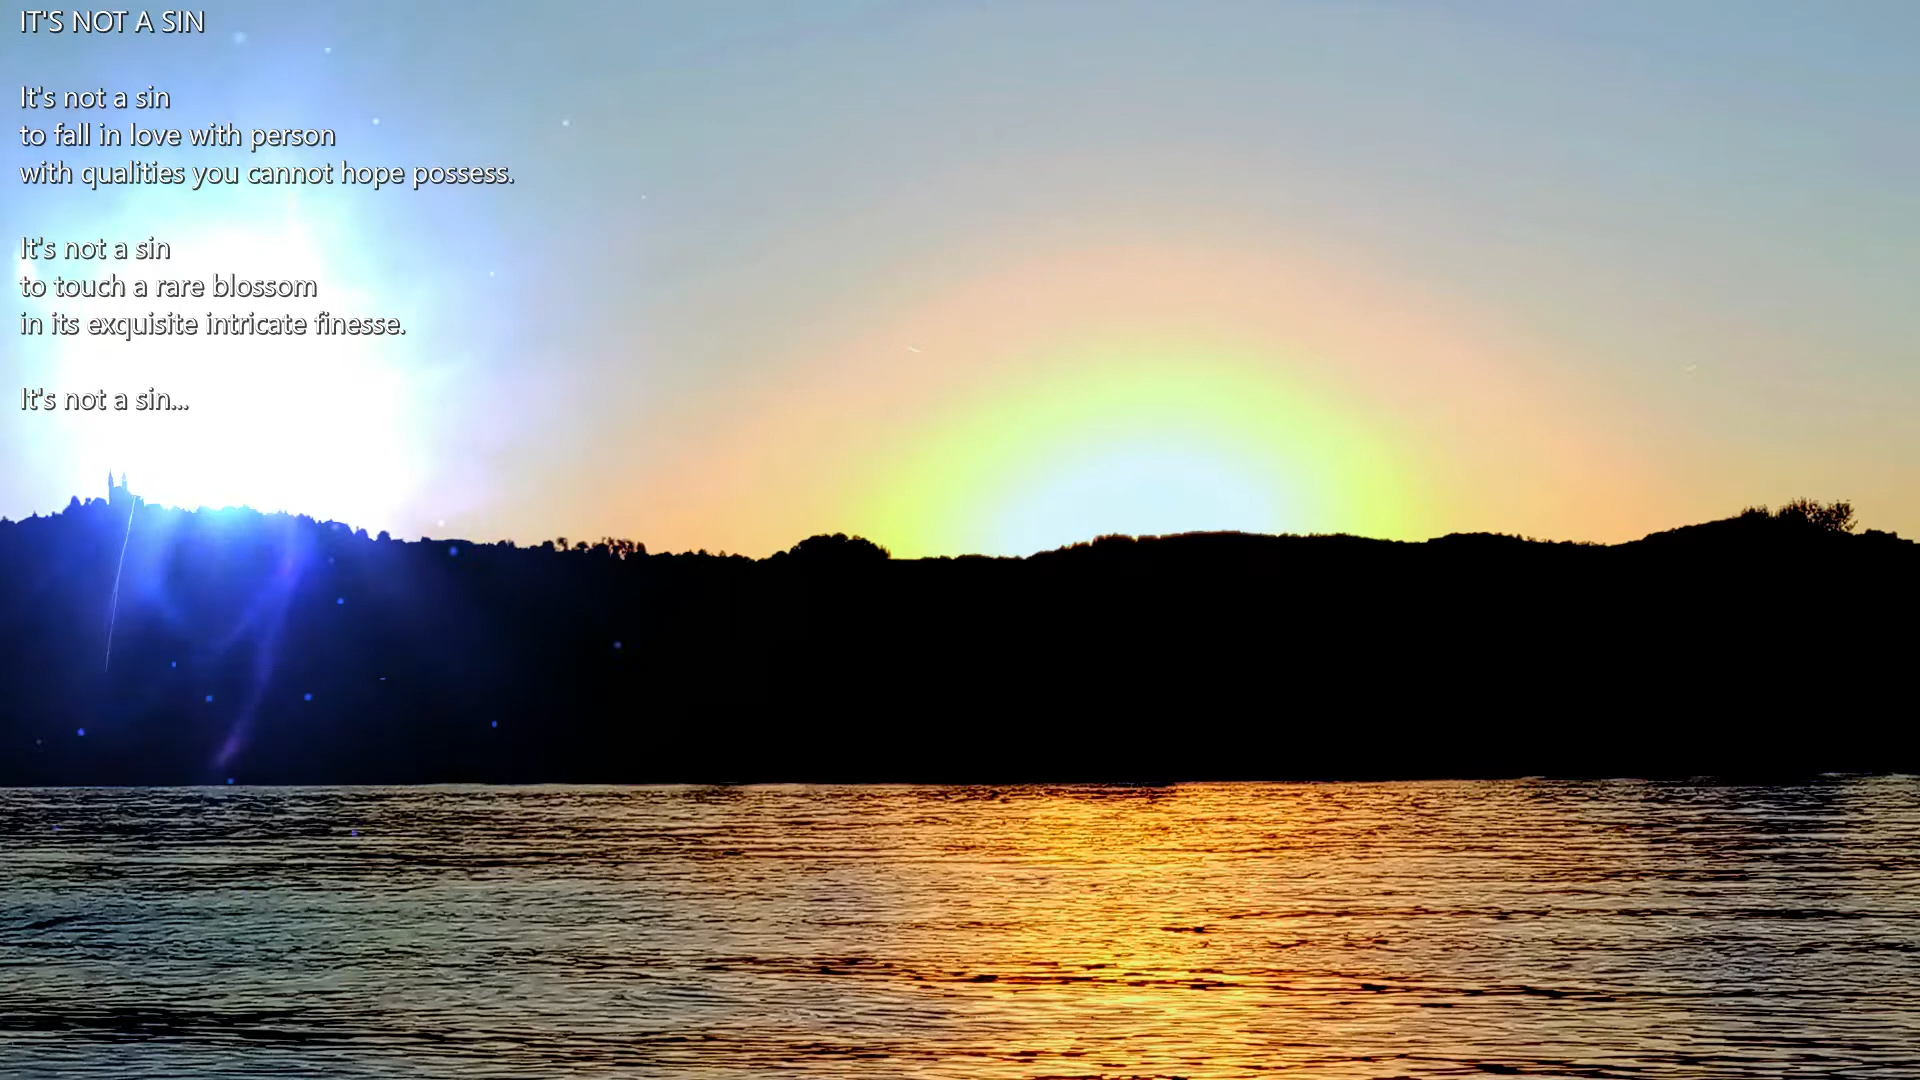 IT'S NOT A SIN
It's not a sin
to fall in love with person
with qualities you cannot hope possess.
It's not a sin
to touch a rare blossom
in its exquisite intricate finesse.
It's not a sin...